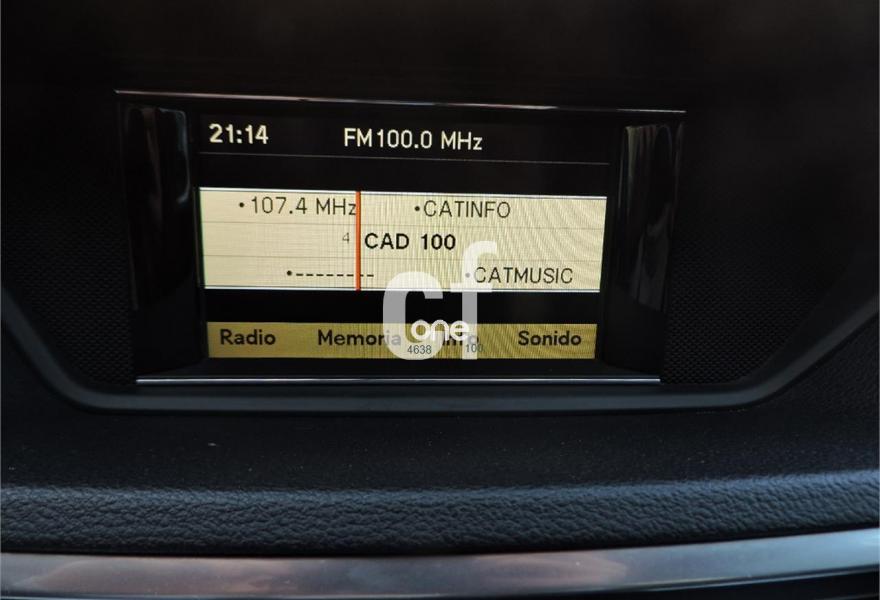 21:14 FM100.0 MHz
•107.4 MHz •CATINFO
4 CAD 100
•-------- •CATMUSIC
Radio Memoria Info Sonido
cf
one
4638 100